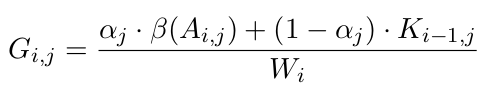 G_{i,j} = \frac{\alpha_j \cdot \beta(A_{i,j}) + (1 - \alpha_j) \cdot K_{i-1,j}}{W_i}